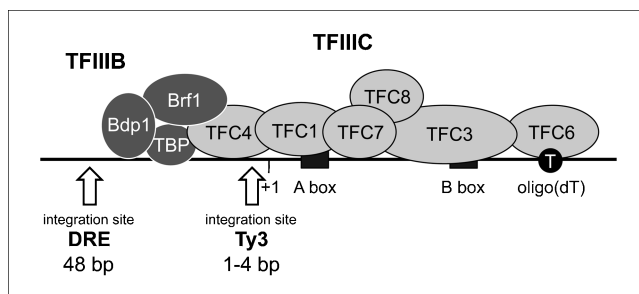 TFIIIC
TFIIIB
Brf1
TFC8
Bdp1
TBP
TFC4
TFC1
TFC7
TFC3
TFC6
T
+1
A box
B box
oligo(dT)
integration site
DRE
48 bp
integration site
Ty3
1-4 bp